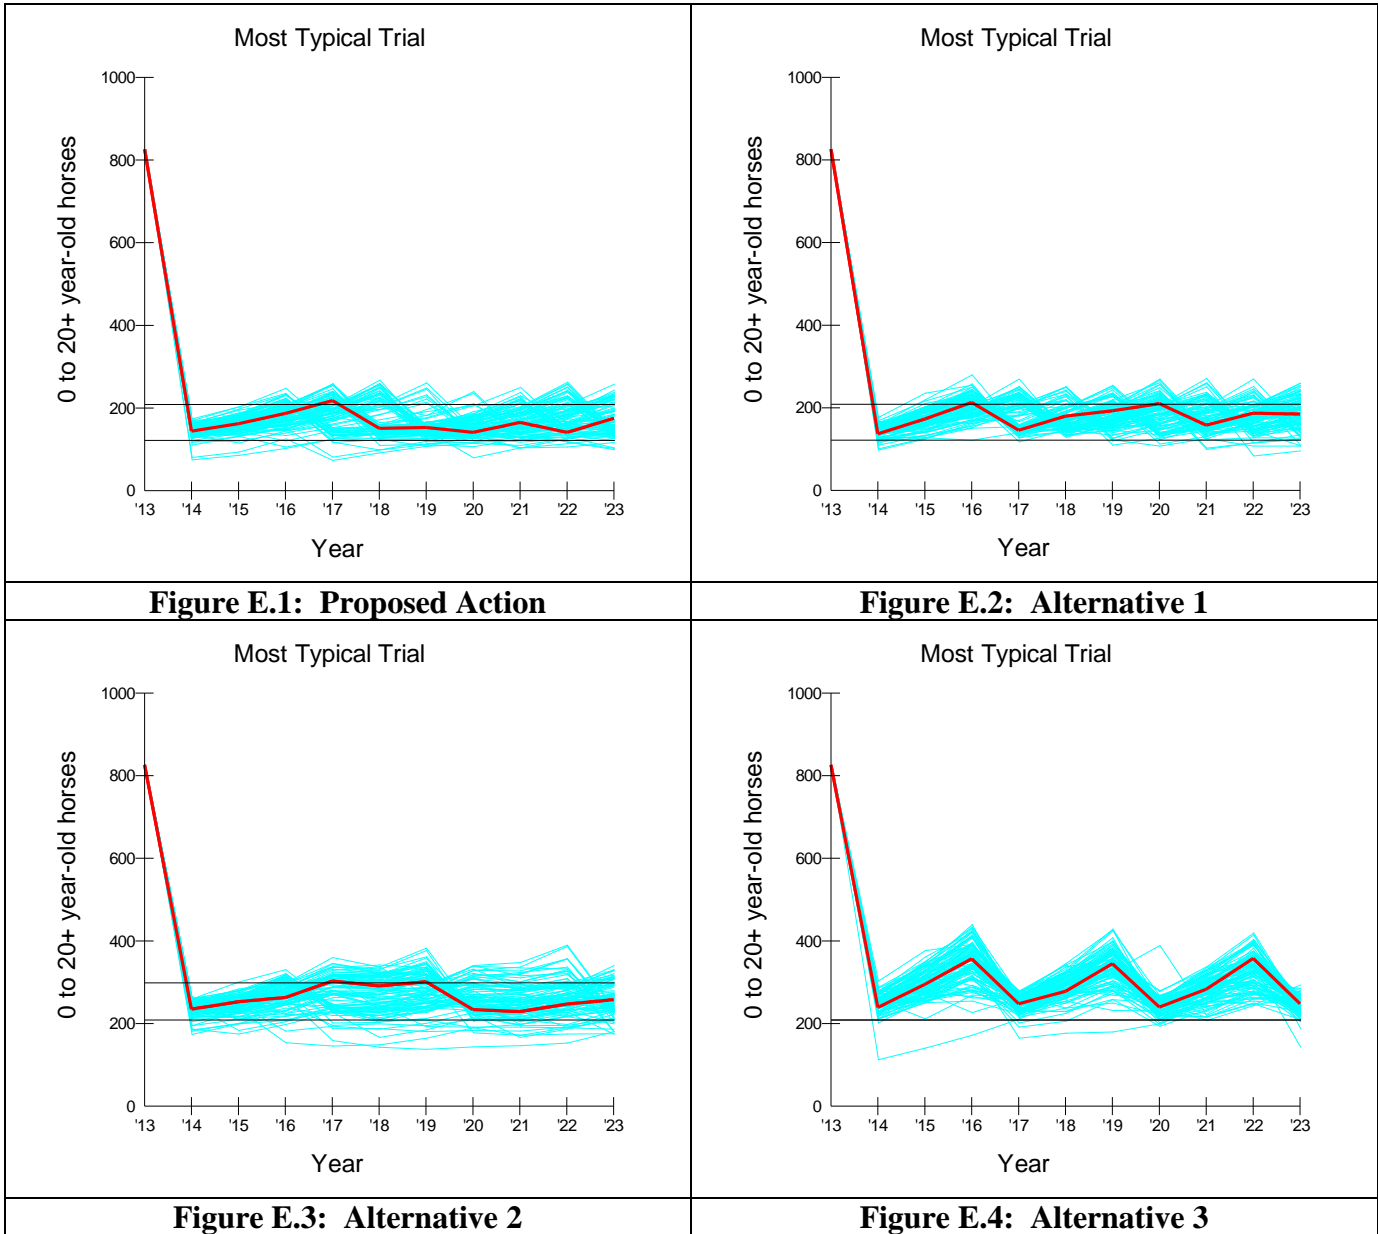 Most Typical Trial
1000
800
600
400
200
0
0 to 20+ year-old horses
'13 '14 '15 '16 '17 '18 '19 '20 '21 '22 '23
Year
Figure E.1: Proposed Action
Most Typical Trial
1000
800
600
400
200
0
0 to 20+ year-old horses
'13 '14 '15 '16 '17 '18 '19 '20 '21 '22 '23
Year
Figure E.2: Alternative 1
Most Typical Trial
1000
800
600
400
200
0
0 to 20+ year-old horses
'13 '14 '15 '16 '17 '18 '19 '20 '21 '22 '23
Year
Figure E.3: Alternative 2
Most Typical Trial
1000
800
600
400
200
0
0 to 20+ year-old horses
'13 '14 '15 '16 '17 '18 '19 '20 '21 '22 '23
Year
Figure E.4: Alternative 3